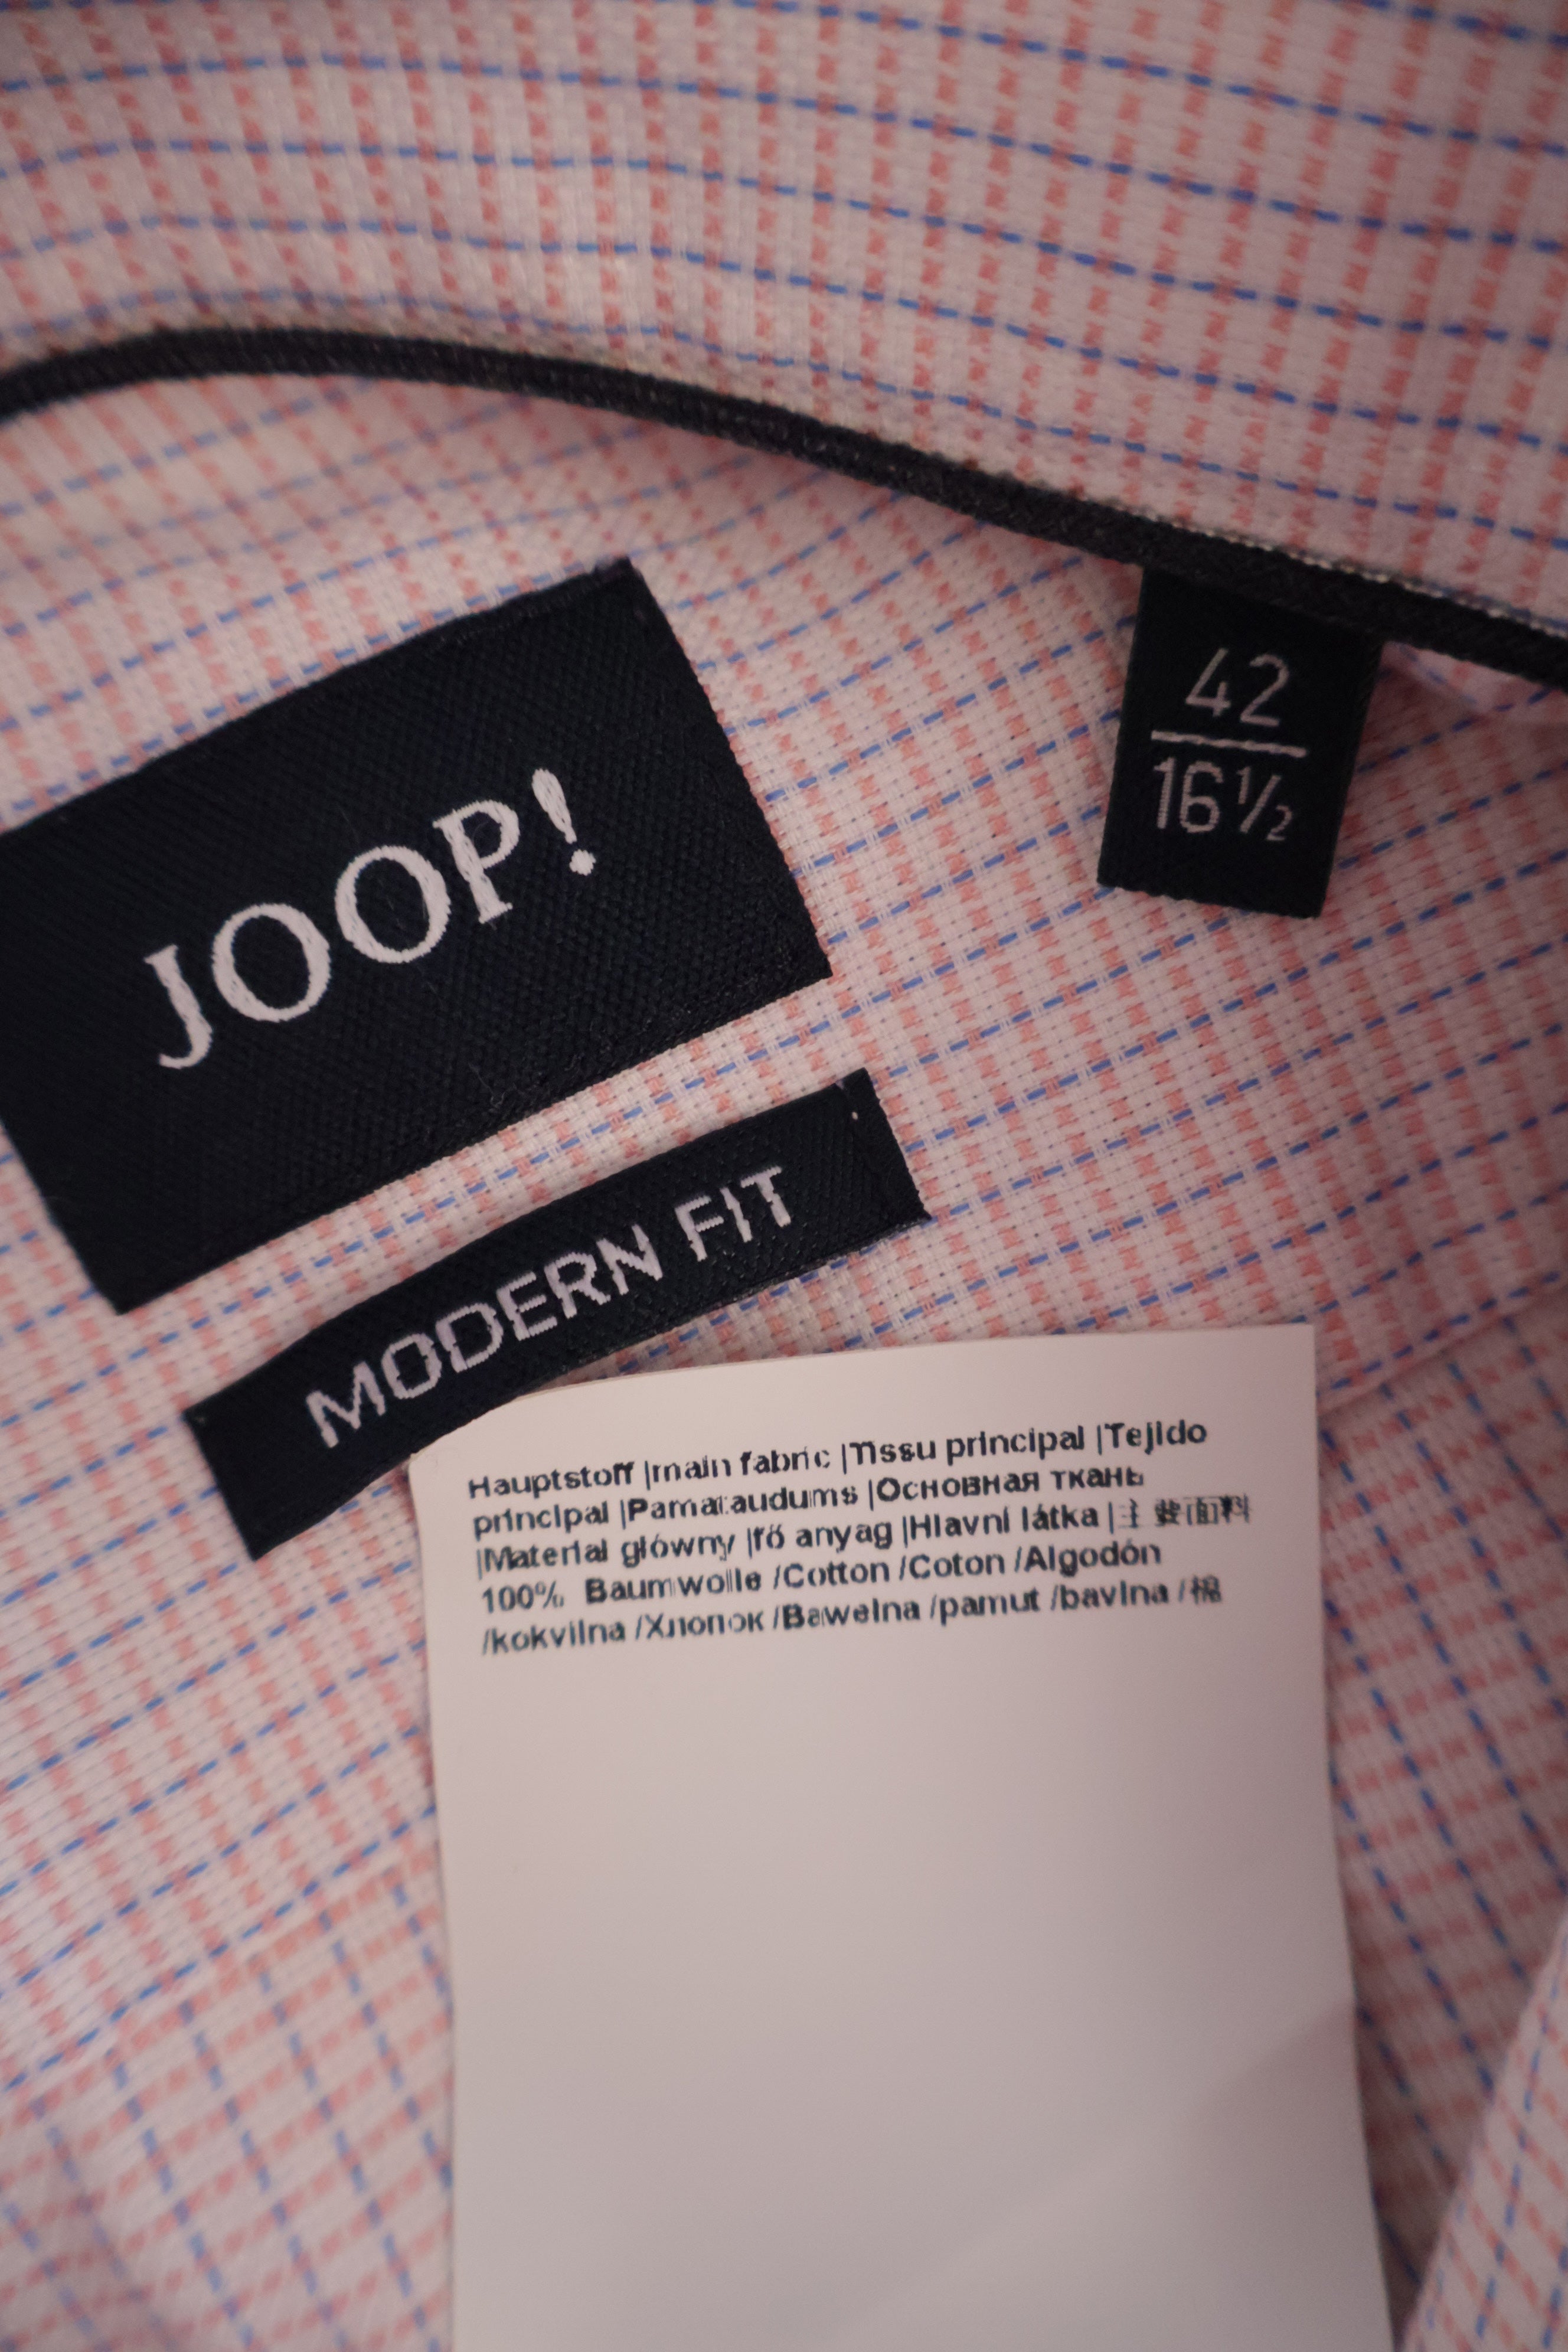 42
16½
JOOP!
MODERN FIT
Hauptstoff |main fabric |Tissu principal |Tejido
principal |Pamataudums |Основная ткань
|Materiał główny |fő anyag |Hlavní látka |主要面料
100% Baumwolle /Cotton /Coton /Algodón
/kokvilna /Хлопок /Bawełna /pamut /bavlna /棉